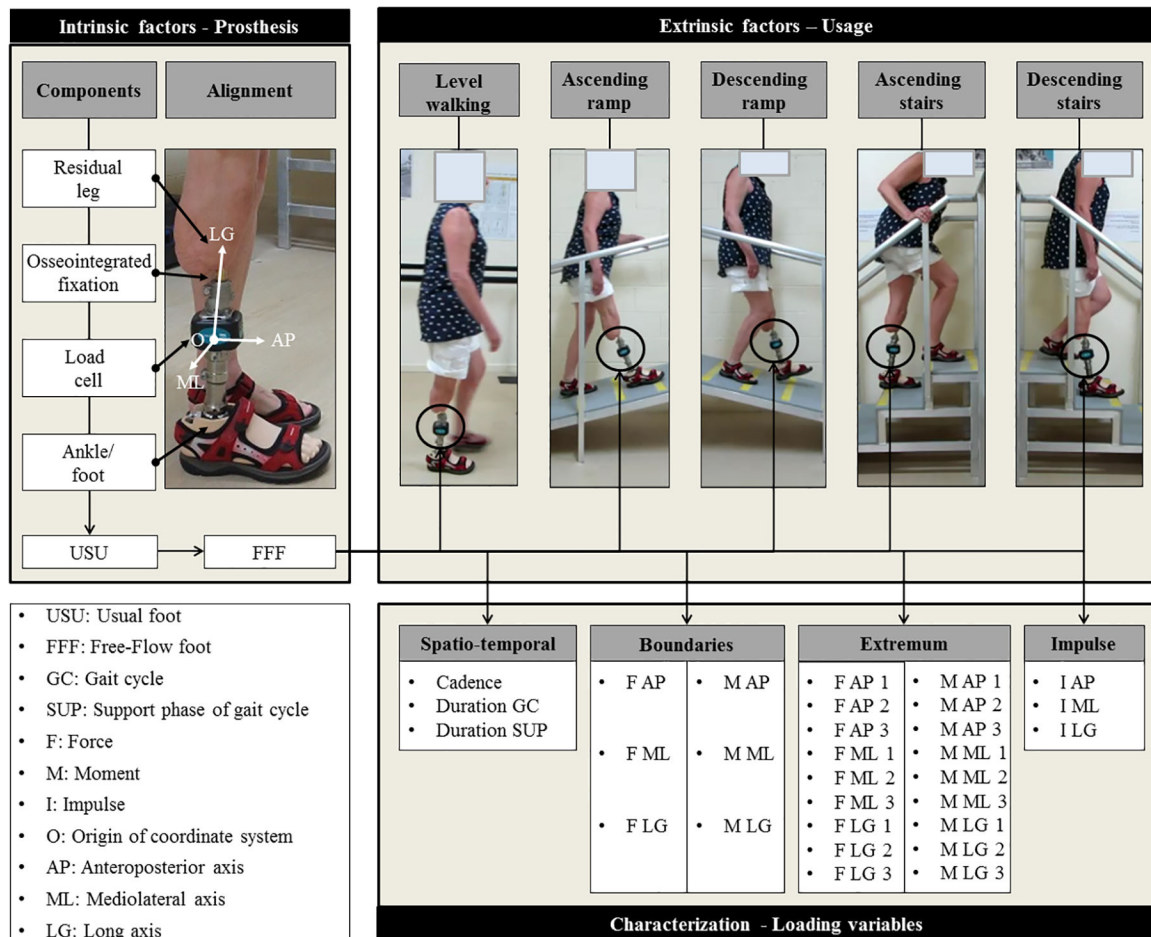 Intrinsic factors - Prosthesis
Components
Alignment
Residual
leg
Osseointegrated
fixation
Load
cell
Ankle/
foot
LG
O
AP
ML
USU
FFF
Extrinsic factors – Usage
Level
walking
Ascending
ramp
Descending
ramp
Ascending
stairs
Descending
stairs
• USU: Usual foot
• FFF: Free-Flow foot
• GC: Gait cycle
• SUP: Support phase of gait cycle
• F: Force
• M: Moment
• I: Impulse
• O: Origin of coordinate system
• AP: Anteroposterior axis
• ML: Mediolateral axis
• LG: Long axis
Spatio-temporal
• Cadence
• Duration GC
• Duration SUP
Boundaries
• F AP
• F ML
• F LG
• M AP
• M ML
• M LG
Extremum
• F AP 1
• F AP 2
• F AP 3
• F ML 1
• F ML 2
• F ML 3
• F LG 1
• F LG 2
• F LG 3
• M AP 1
• M AP 2
• M AP 3
• M ML 1
• M ML 2
• M ML 3
• M LG 1
• M LG 2
• M LG 3
Impulse
• I AP
• I ML
• I LG
Characterization - Loading variables